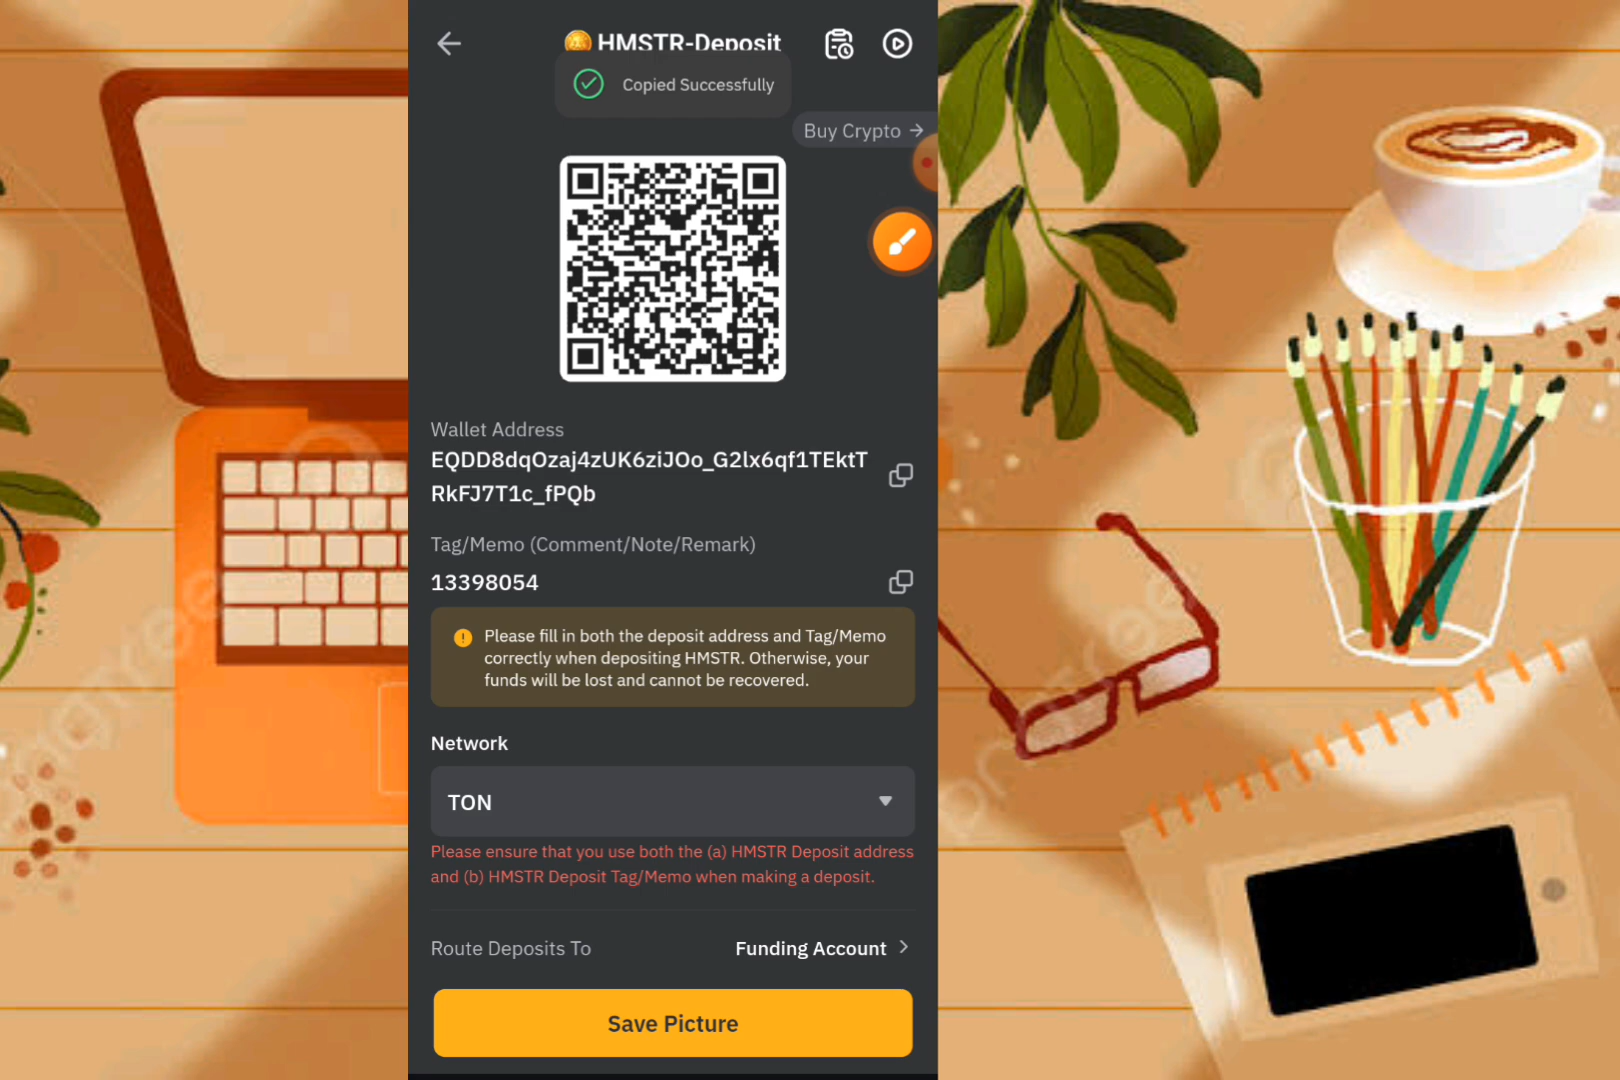 HMSTR-Deposit
Copied Successfully
Buy Crypto →
Wallet Address
EQDD8dqOzaj4zUK6ziJOo_G2lx6qf1TEktT
RkFJ7T1c_fPQb
Tag/Memo (Comment/Note/Remark)
13398054
Please fill in both the deposit address and Tag/Memo
correctly when depositing HMSTR. Otherwise, your
funds will be lost and cannot be recovered.
Network
TON
Please ensure that you use both the (a) HMSTR Deposit address
and (b) HMSTR Deposit Tag/Memo when making a deposit.
Route Deposits To
Funding Account
Save Picture